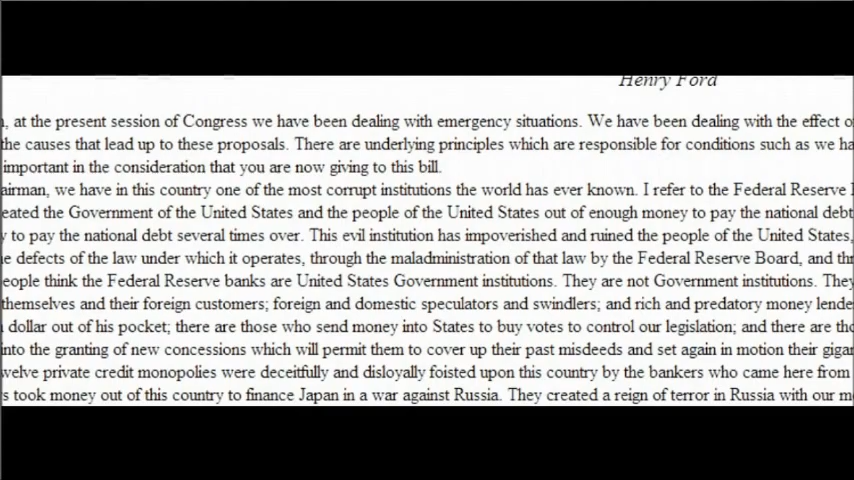 Henry Ford
, at the present session of Congress we have been dealing with emergency situations. We have been dealing with the effect o
the causes that lead up to these proposals. There are underlying principles which are responsible for conditions such as we ha
important in the consideration that you are now giving to this bill.
airman, we have in this country one of the most corrupt institutions the world has ever known. I refer to the Federal Reserve
eated the Government of the United States and the people of the United States out of enough money to pay the national debt
y to pay the national debt several times over. This evil institution has impoverished and ruined the people of the United States,
e defects of the law under which it operates, through the maladministration of that law by the Federal Reserve Board, and thr
eople think the Federal Reserve banks are United States Government institutions. They are not Government institutions. They
themselves and their foreign customers; foreign and domestic speculators and swindlers; and rich and predatory money lende
dollar out of his pocket; there are those who send money into States to buy votes to control our legislation; and there are tho
into the granting of new concessions which will permit them to cover up their past misdeeds and set again in motion their gigan
welve private credit monopolies were deceitfully and disloyally foisted upon this country by the bankers who came here from
s took money out of this country to finance Japan in a war against Russia. They created a reign of terror in Russia with our m